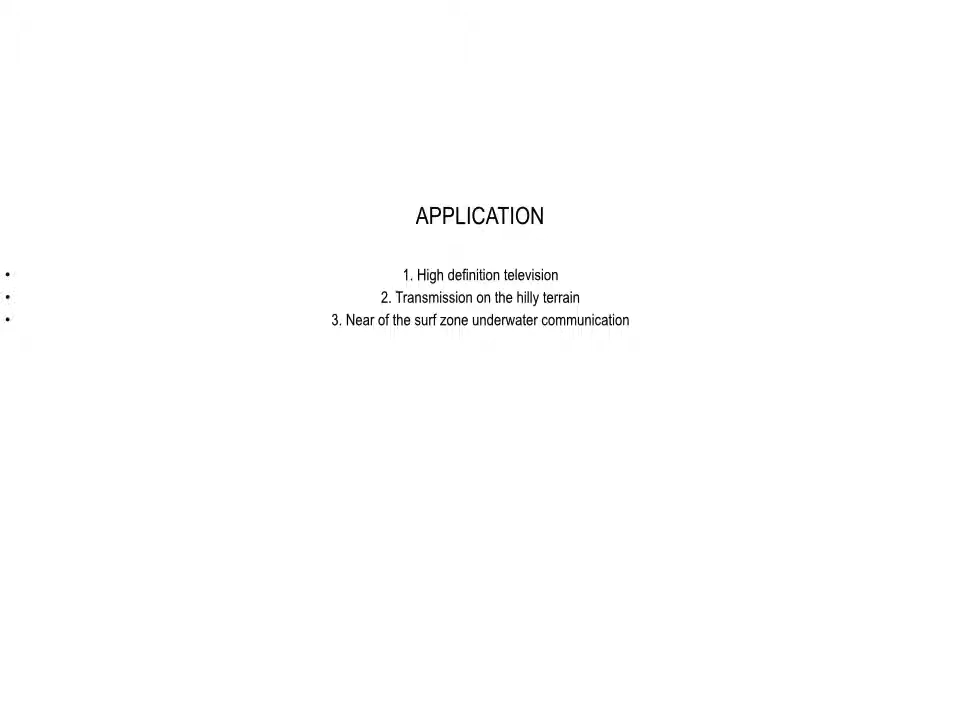 APPLICATION
• 1. High definition television
• 2. Transmission on the hilly terrain
• 3. Near of the surf zone underwater communication